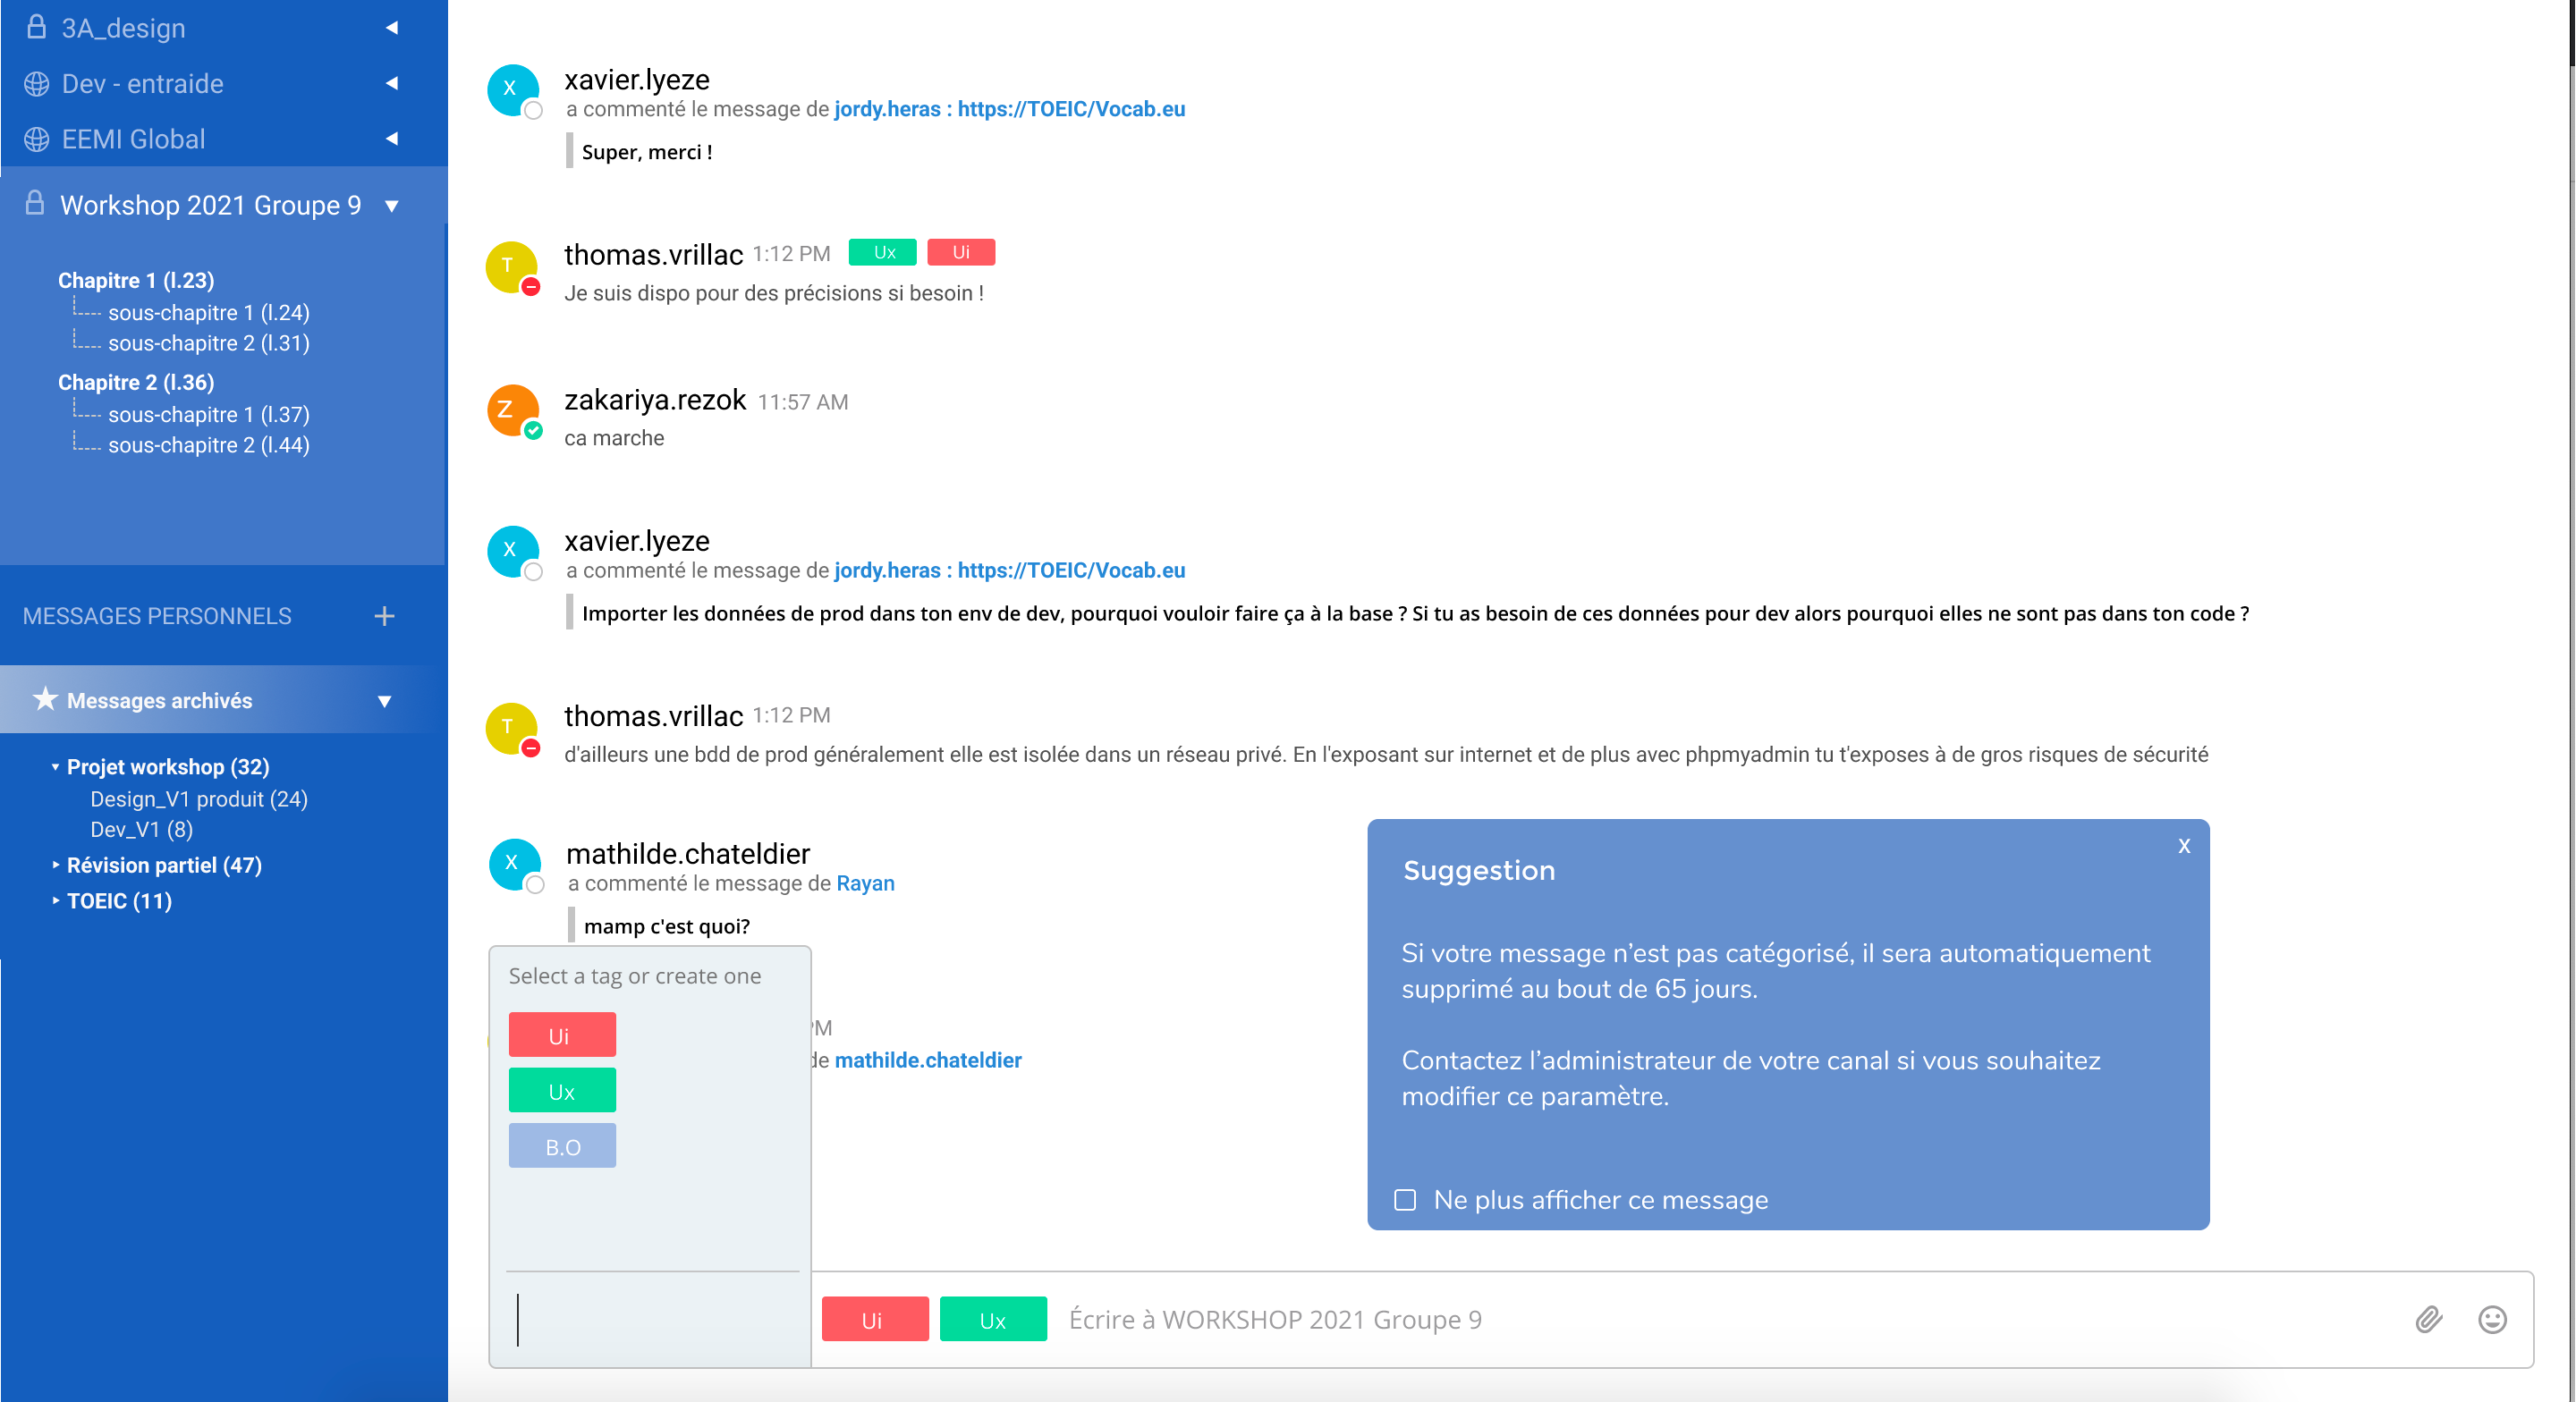 3A_design
Dev - entraide
EEMI Global
Workshop 2021 Groupe 9
Chapitre 1 (l.23)
sous-chapitre 1 (l.24)
sous-chapitre 2 (l.31)
Chapitre 2 (l.36)
sous-chapitre 1 (l.37)
sous-chapitre 2 (l.44)
MESSAGES PERSONNELS +
Messages archivés
Projet workshop (32)
Design_V1 produit (24)
Dev_V1 (8)
Révision partiel (47)
TOEIC (11)
X
xavier.lyeze
a commenté le message de jordy.heras : https://TOEIC/Vocab.eu
Super, merci !
T
thomas.vrillac 1:12 PM Ux Ui
Je suis dispo pour des précisions si besoin !
Z
zakariya.rezok 11:57 AM
ca marche
X
xavier.lyeze
a commenté le message de jordy.heras : https://TOEIC/Vocab.eu
Importer les données de prod dans ton env de dev, pourquoi vouloir faire ça à la base ? Si tu as besoin de ces données pour dev alors pourquoi elles ne sont pas dans ton code ?
T
thomas.vrillac 1:12 PM
d'ailleurs une bdd de prod généralement elle est isolée dans un réseau privé. En l'exposant sur internet et de plus avec phpmyadmin tu t'exposes à de gros risques de sécurité
X
mathilde.chateldier
a commenté le message de Rayan
mamp c'est quoi?
PM
de mathilde.chateldier
Select a tag or create one
Ui
Ux
B.O
x
Suggestion
Si votre message n’est pas catégorisé, il sera automatiquement
supprimé au bout de 65 jours.
Contactez l’administrateur de votre canal si vous souhaitez
modifier ce paramètre.
Ne plus afficher ce message
Ui Ux Écrire à WORKSHOP 2021 Groupe 9